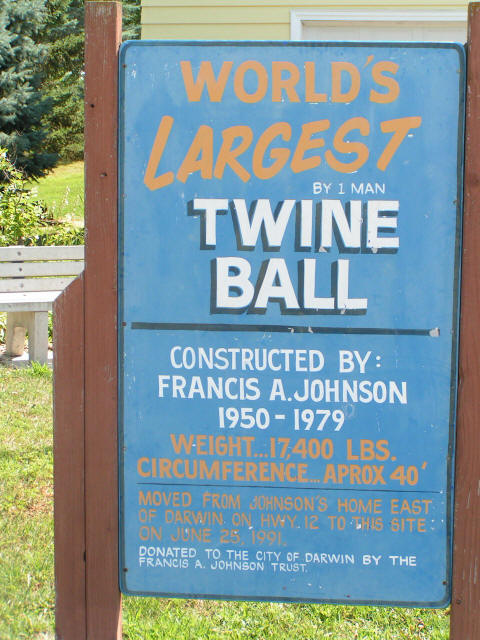 WORLD'S
LARGEST
BY 1 MAN
TWINE
BALL
CONSTRUCTED BY:
FRANCIS A. JOHNSON
1950-1979
WEIGHT...17,400 LBS.
CIRCUMFERENCE...APROX 40'
MOVED FROM JOHNSON'S HOME EAST
OF DARWIN ON HWY. 12 TO THIS SITE
ON JUNE 25, 1991.
DONATED TO THE CITY OF DARWIN BY THE
FRANCIS A. JOHNSON TRUST.